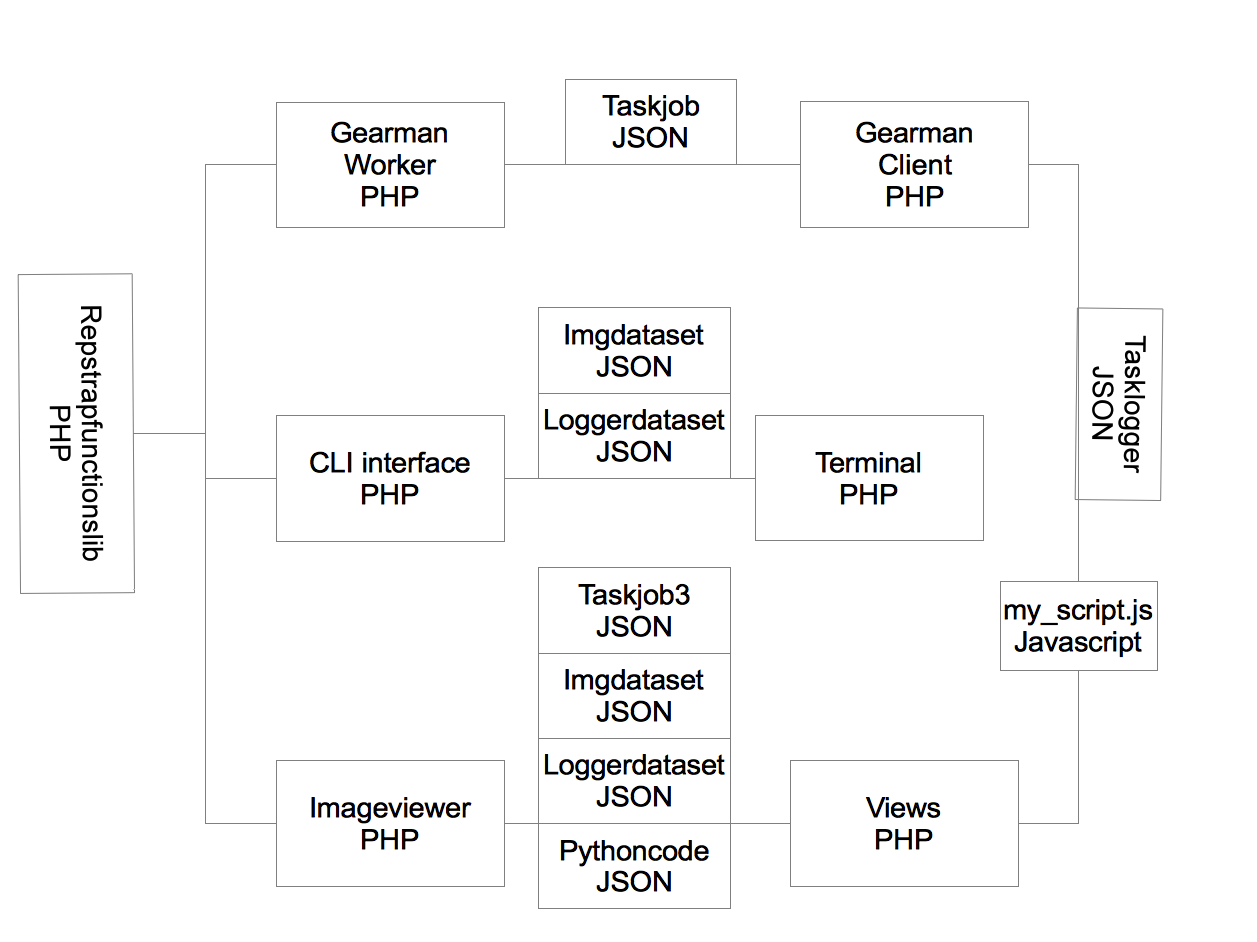 Taskjob
JSON
Gearman
Worker
PHP
Gearman
Client
PHP
Repstrapfunctionslib
PHP
Imgdataset
JSON
Loggerdataset
JSON
CLI interface
PHP
Terminal
PHP
Tasklogger
JSON
Taskjob3
JSON
my_script.js
Javascript
Imgdataset
JSON
Loggerdataset
JSON
Imageviewer
PHP
Views
PHP
Pythoncode
JSON